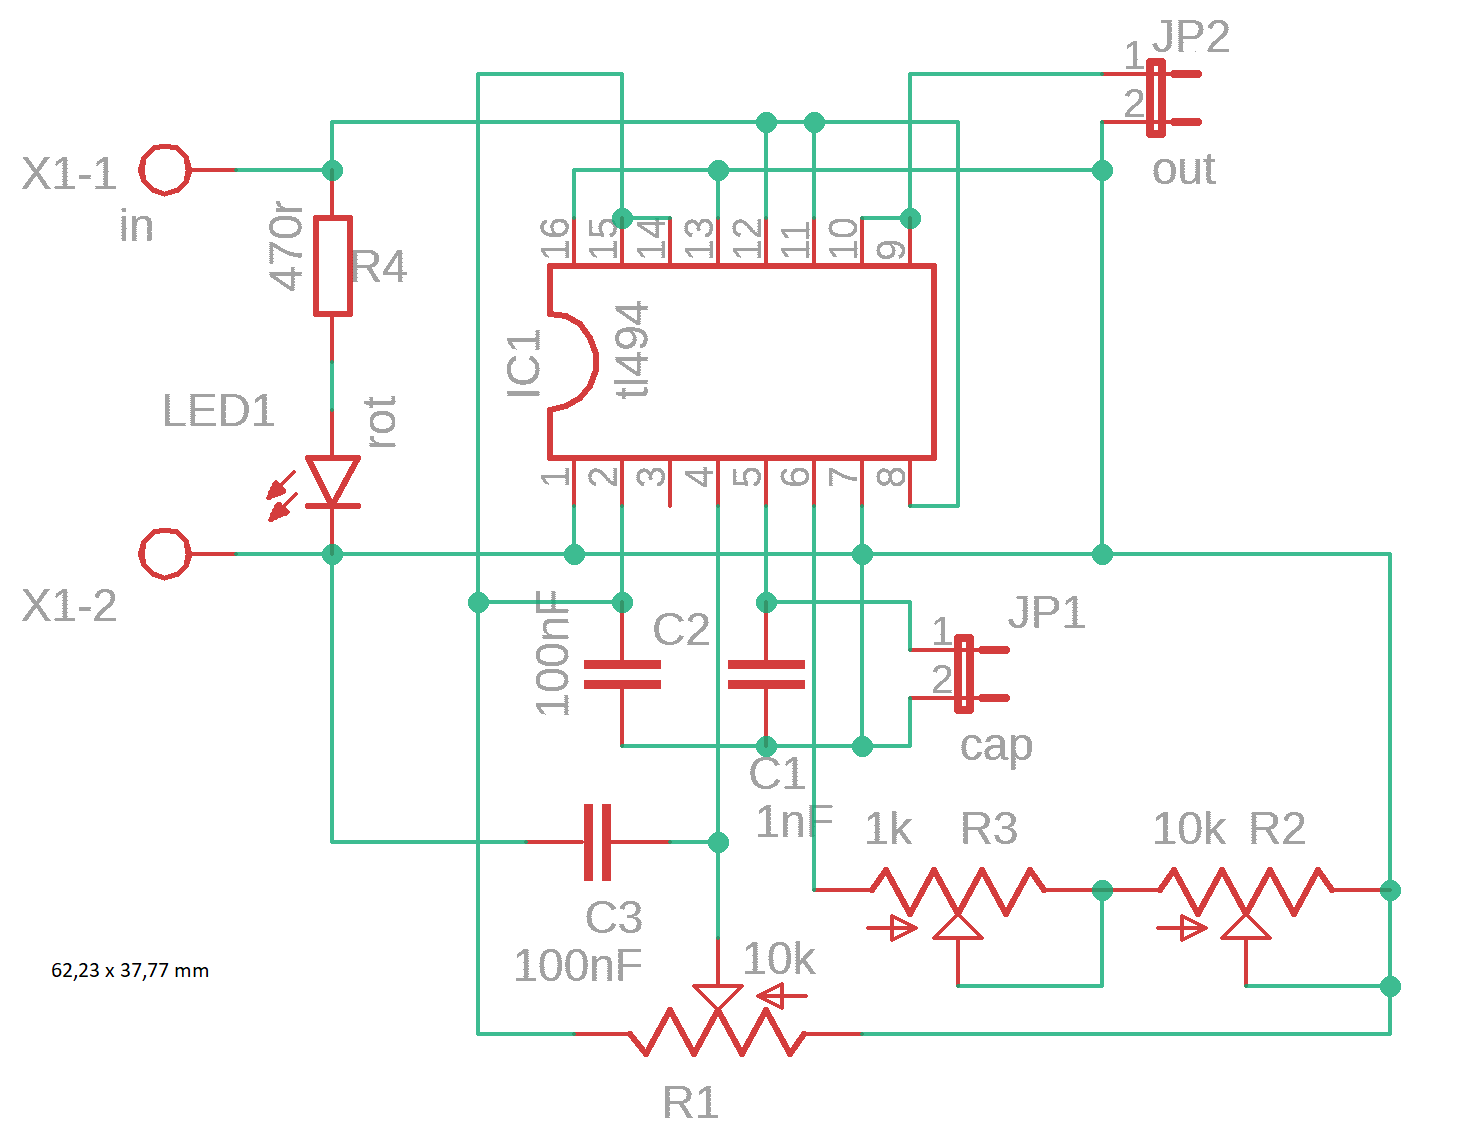 JP2
1
2
out
X1-1
in
470r
R4
16
15
14
13
12
11
10
9
IC1
tl494
LED1
rot
1
2
3
4
5
6
7
8
X1-2
100nF
C2
JP1
1
2
cap
C1
1nF
1k
R3
10k
R2
C3
100nF
10k
62,23 x 37,77 mm
R1